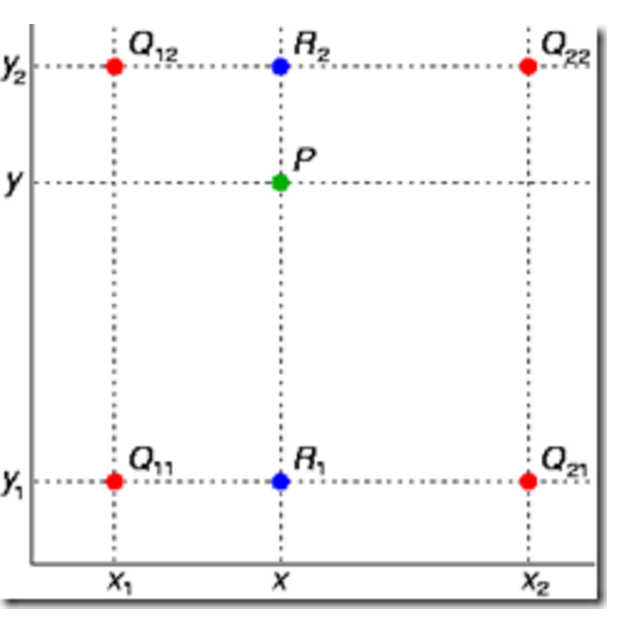 y₂ Q₁₂ R₂ Q₂₂
y P
y₁ Q₁₁ R₁ Q₂₁
x₁ x x₂